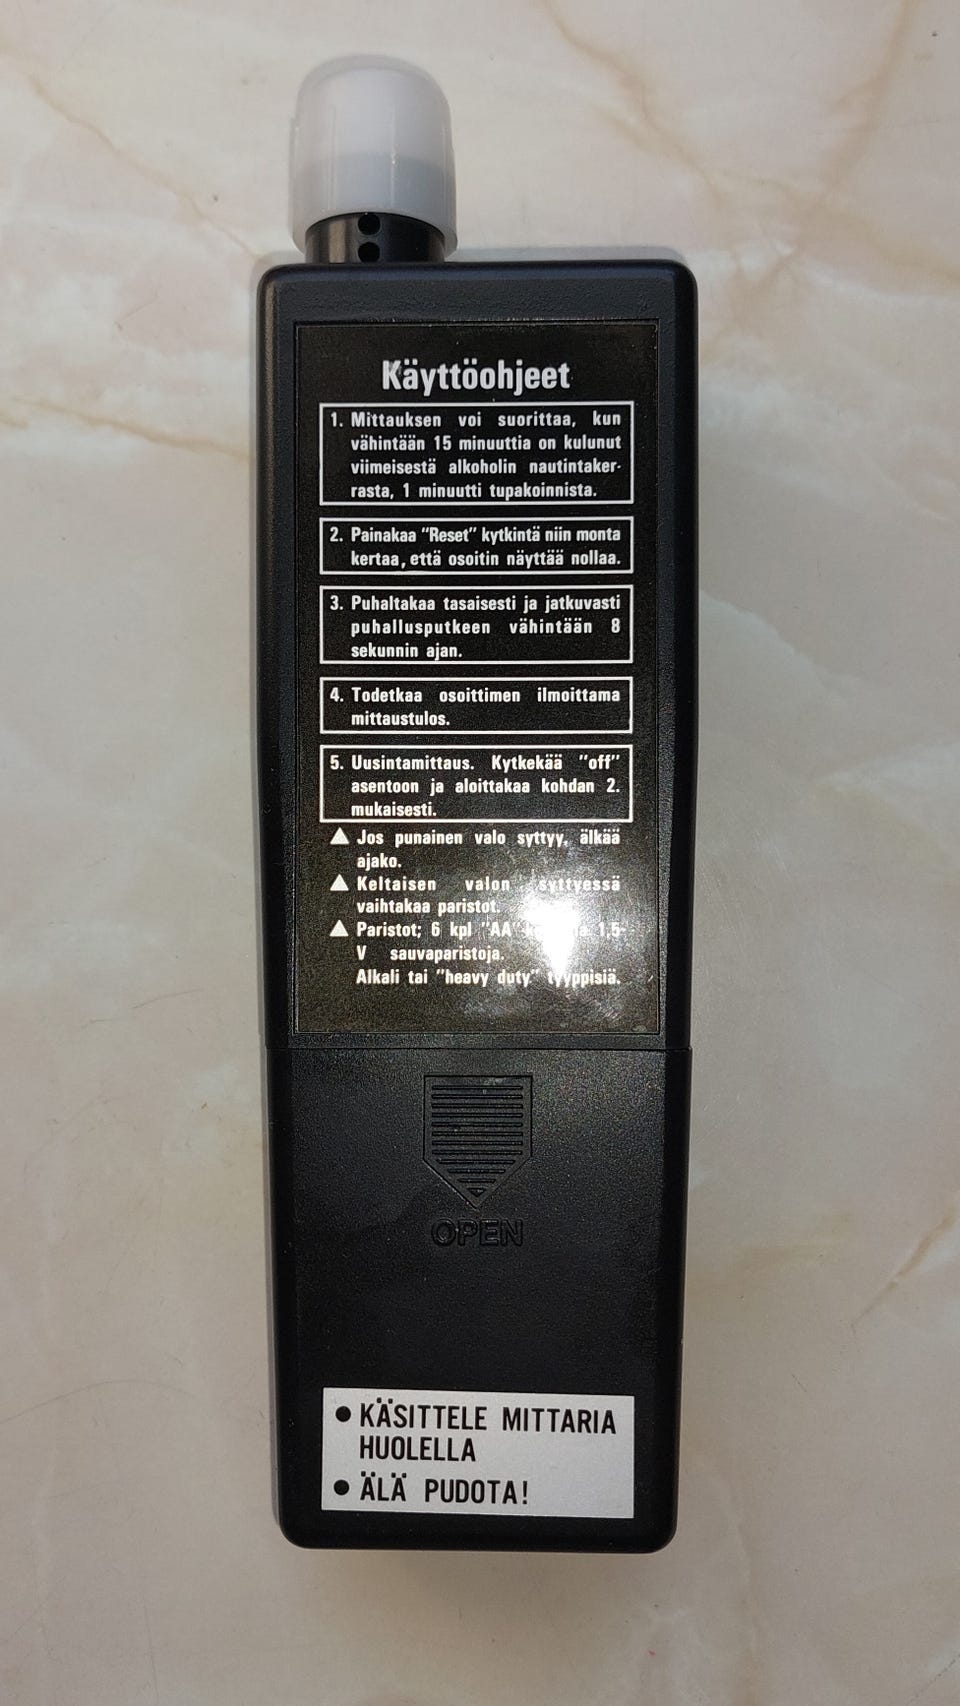 Käyttöohjeet
1. Mittauksen voi suorittaa, kun
vähintään 15 minuuttia on kulunut
viimeisestä alkoholin nautintaker-
rasta, 1 minuutti tupakoinnista.
2. Painakaa "Reset" kytkintä niin monta
kertaa, että osoitin näyttää nollaa.
3. Puhaltakaa tasaisesti ja jatkuvasti
puhallusputkeen vähintään 8
sekunnin ajan.
4. Todetkaa osoittimen ilmoittama
mittaustulos.
5. Uusintamittaus. Kytkekää "off"
asentoon ja aloittakaa kohdan 2.
mukaisesti.
▲ Jos punainen valo syttyy, älkää
ajako.
▲ Keltaisen valon syttyessä
vaihtakaa paristot.
▲ Paristot; 6 kpl "AA" 1,5-
V sauvaparistoja.
Alkali tai "heavy duty" tyyppisiä.
OPEN
● KÄSITTELE MITTARIA
HUOLELLA
● ÄLÄ PUDOTA!